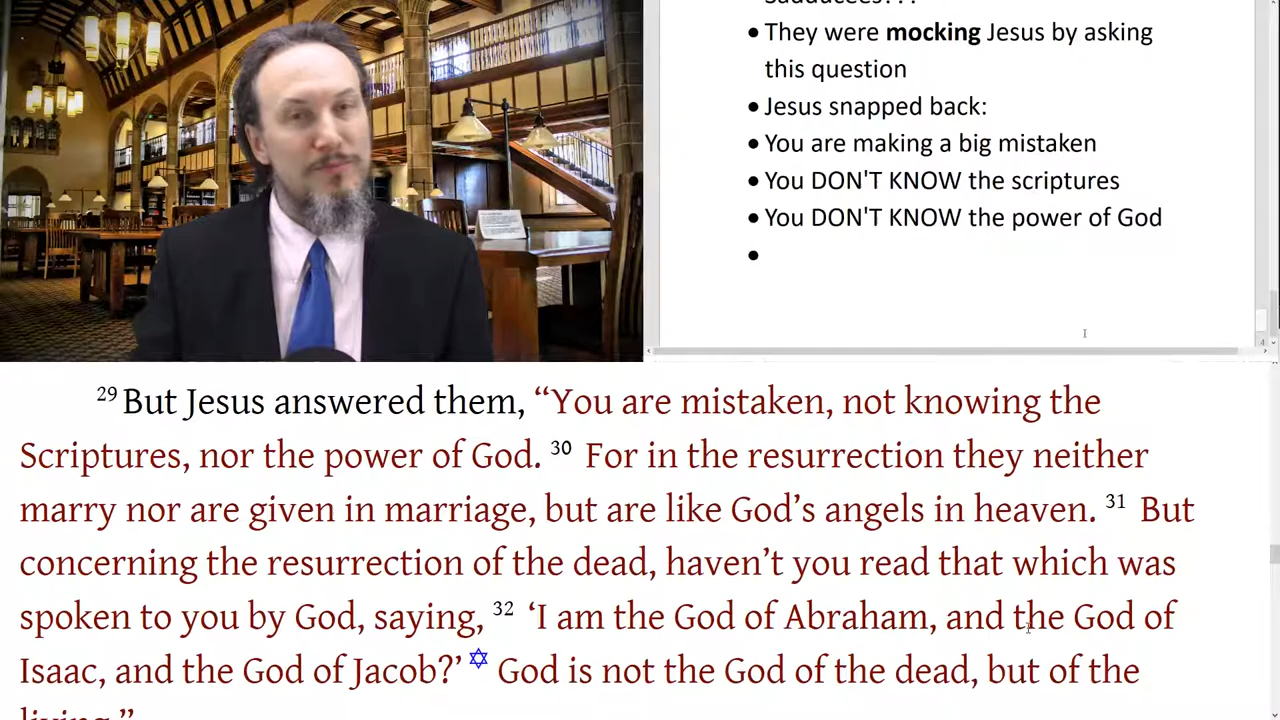 Sadducees???
• They were mocking Jesus by asking
this question
• Jesus snapped back:
• You are making a big mistaken
• You DON'T KNOW the scriptures
• You DON'T KNOW the power of God
•
29 But Jesus answered them, “You are mistaken, not knowing the
Scriptures, nor the power of God. 30 For in the resurrection they neither
marry nor are given in marriage, but are like God’s angels in heaven. 31 But
concerning the resurrection of the dead, haven’t you read that which was
spoken to you by God, saying, 32 ‘I am the God of Abraham, and the God of
Isaac, and the God of Jacob?’ ✡ God is not the God of the dead, but of the
living.”